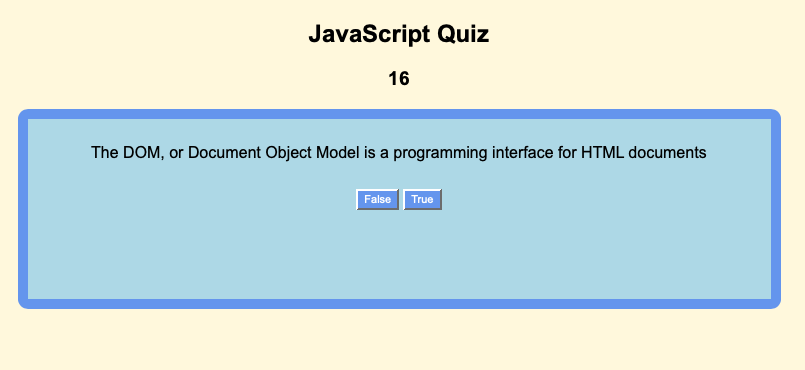 JavaScript Quiz
16
The DOM, or Document Object Model is a programming interface for HTML documents
False True